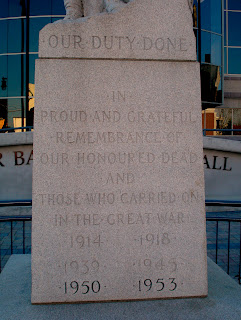 ·OUR·DUTY·DONE·
IN
PROUD AND GRATEFUL
·REMEMBRANCE OF·
OUR HONOURED DEAD
AND
THOSE WHO CARRIED ON
IN THE GREAT WAR
1914 · 1918
·1939· ·1945·
·1950· ·1953·